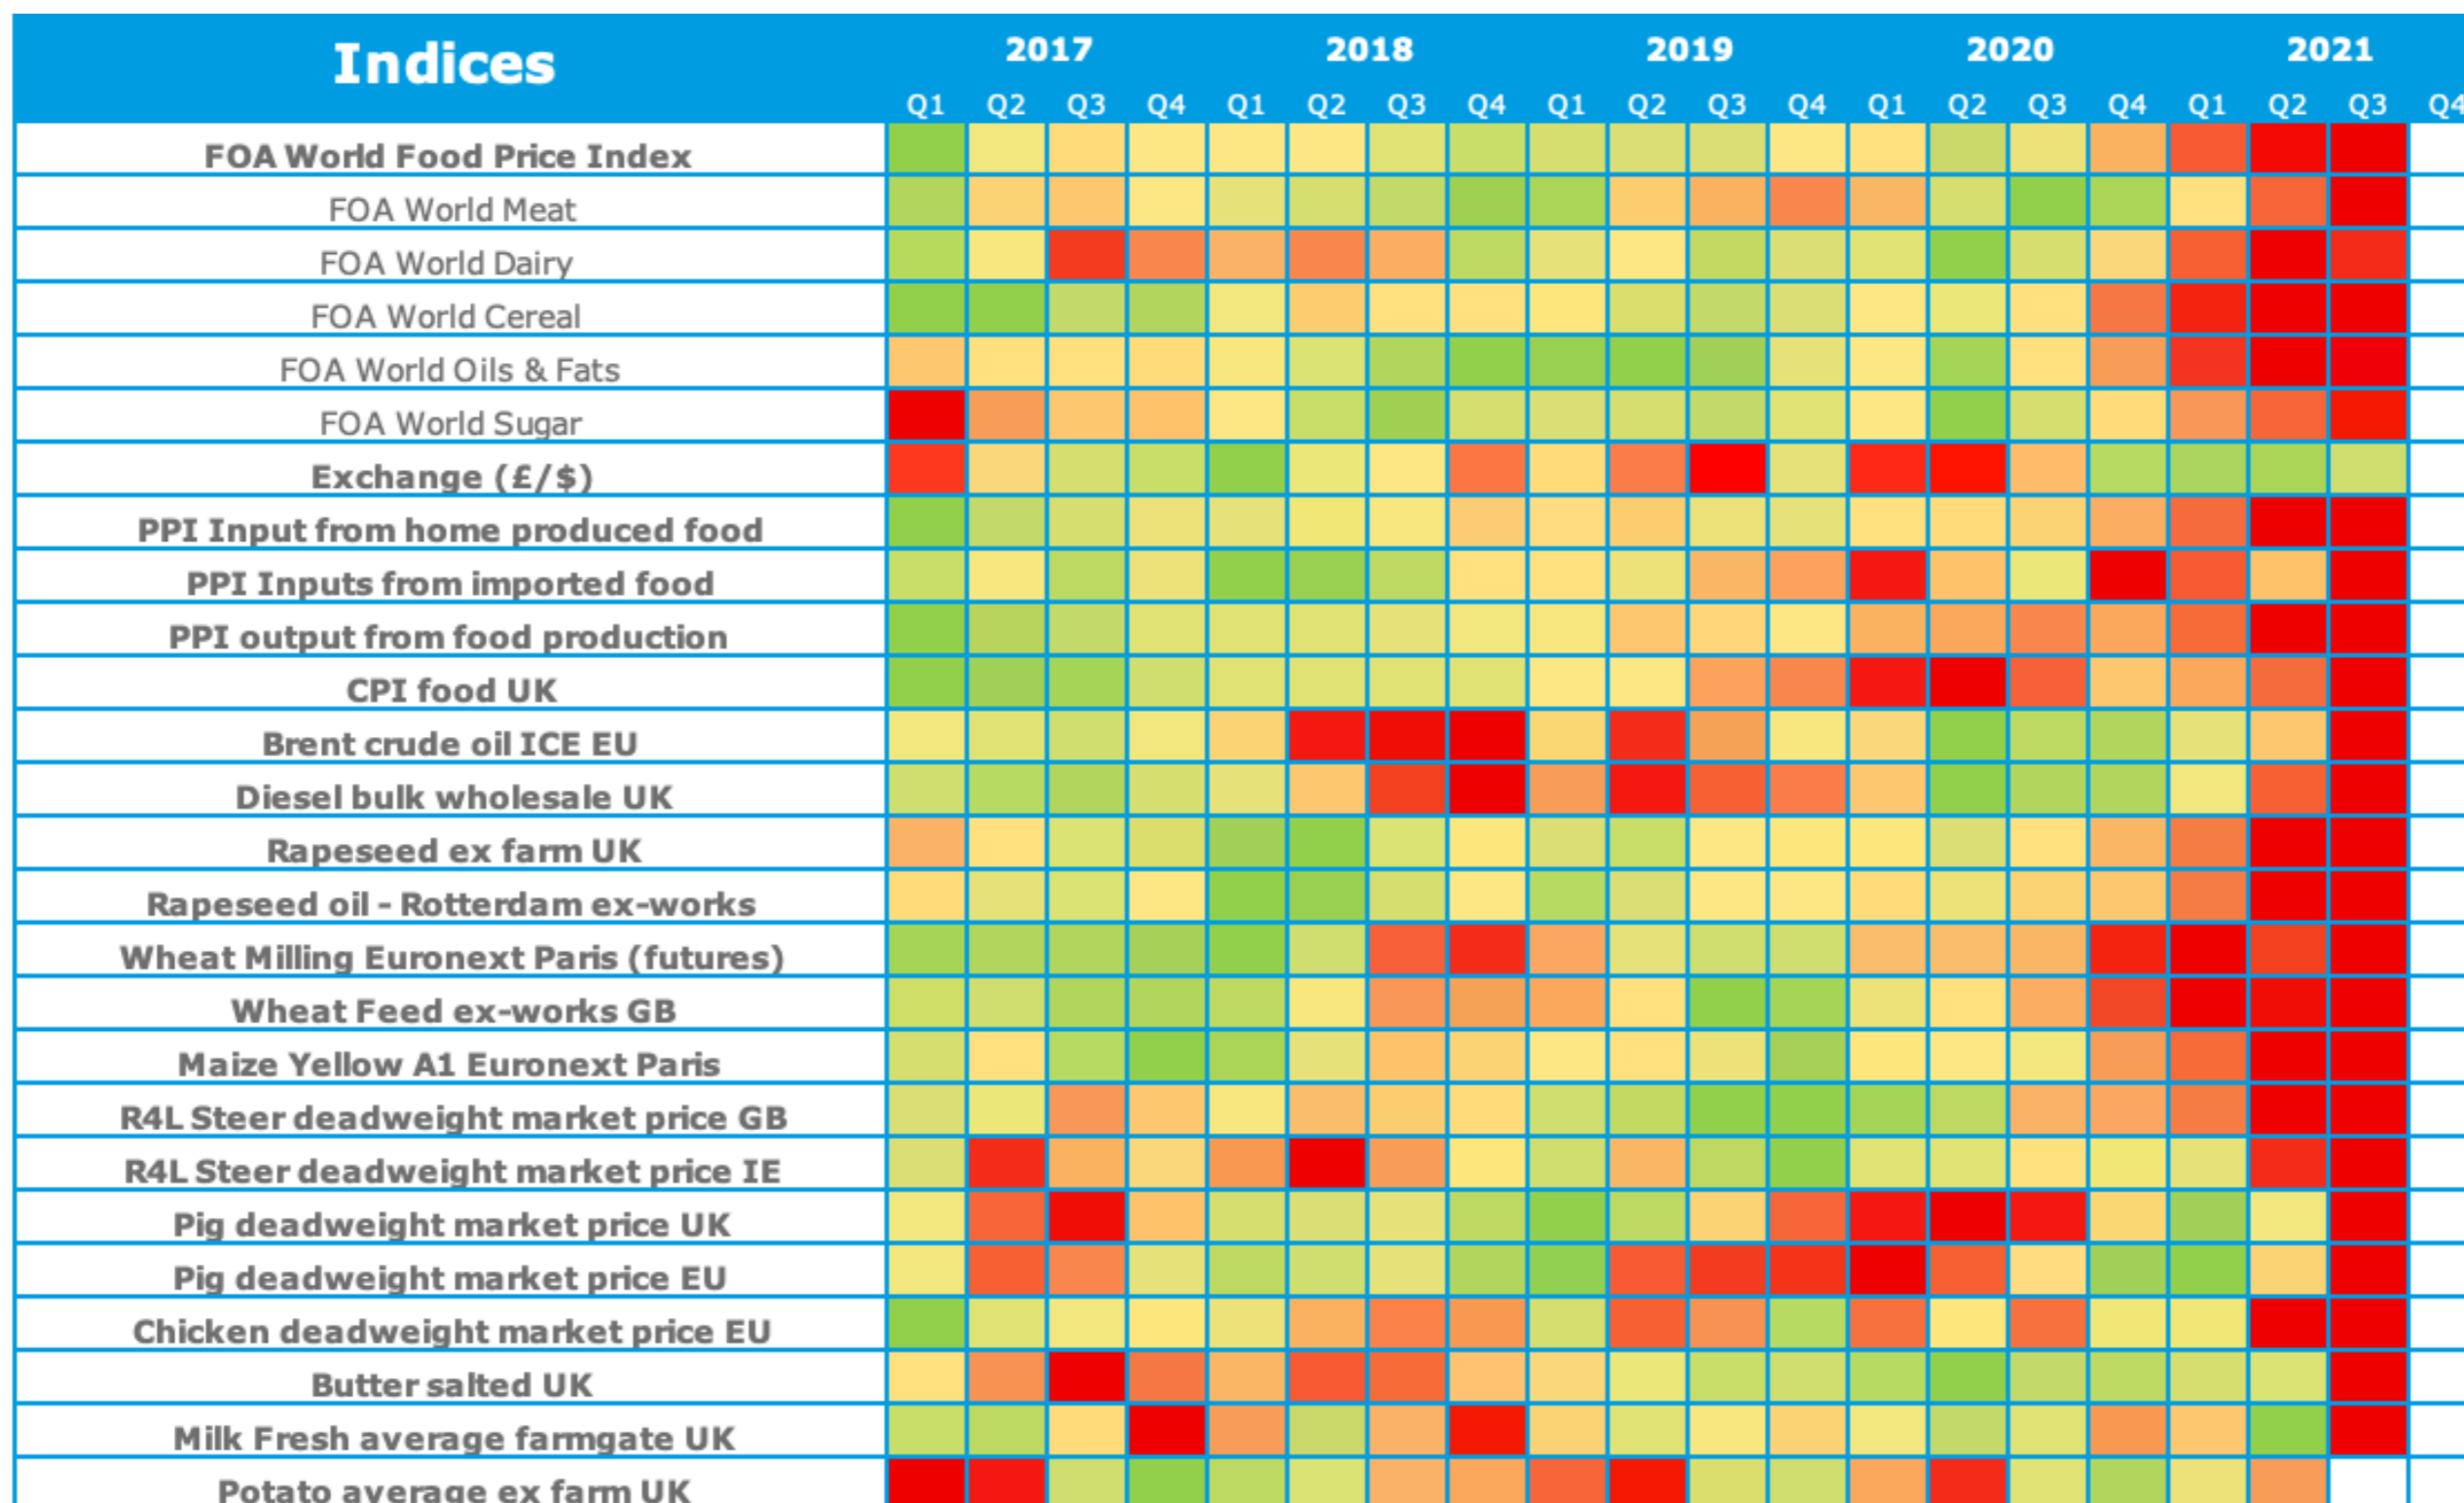 Indices 2017 2018 2019 2020 2021
Q1 Q2 Q3 Q4 Q1 Q2 Q3 Q4 Q1 Q2 Q3 Q4 Q1 Q2 Q3 Q4 Q1 Q2 Q3 Q4
FOA World Food Price Index
FOA World Meat
FOA World Dairy
FOA World Cereal
FOA World Oils & Fats
FOA World Sugar
Exchange (£/$)
PPI Input from home produced food
PPI Inputs from imported food
PPI output from food production
CPI food UK
Brent crude oil ICE EU
Diesel bulk wholesale UK
Rapeseed ex farm UK
Rapeseed oil - Rotterdam ex-works
Wheat Milling Euronext Paris (futures)
Wheat Feed ex-works GB
Maize Yellow A1 Euronext Paris
R4L Steer deadweight market price GB
R4L Steer deadweight market price IE
Pig deadweight market price UK
Pig deadweight market price EU
Chicken deadweight market price EU
Butter salted UK
Milk Fresh average farmgate UK
Potato average ex farm UK